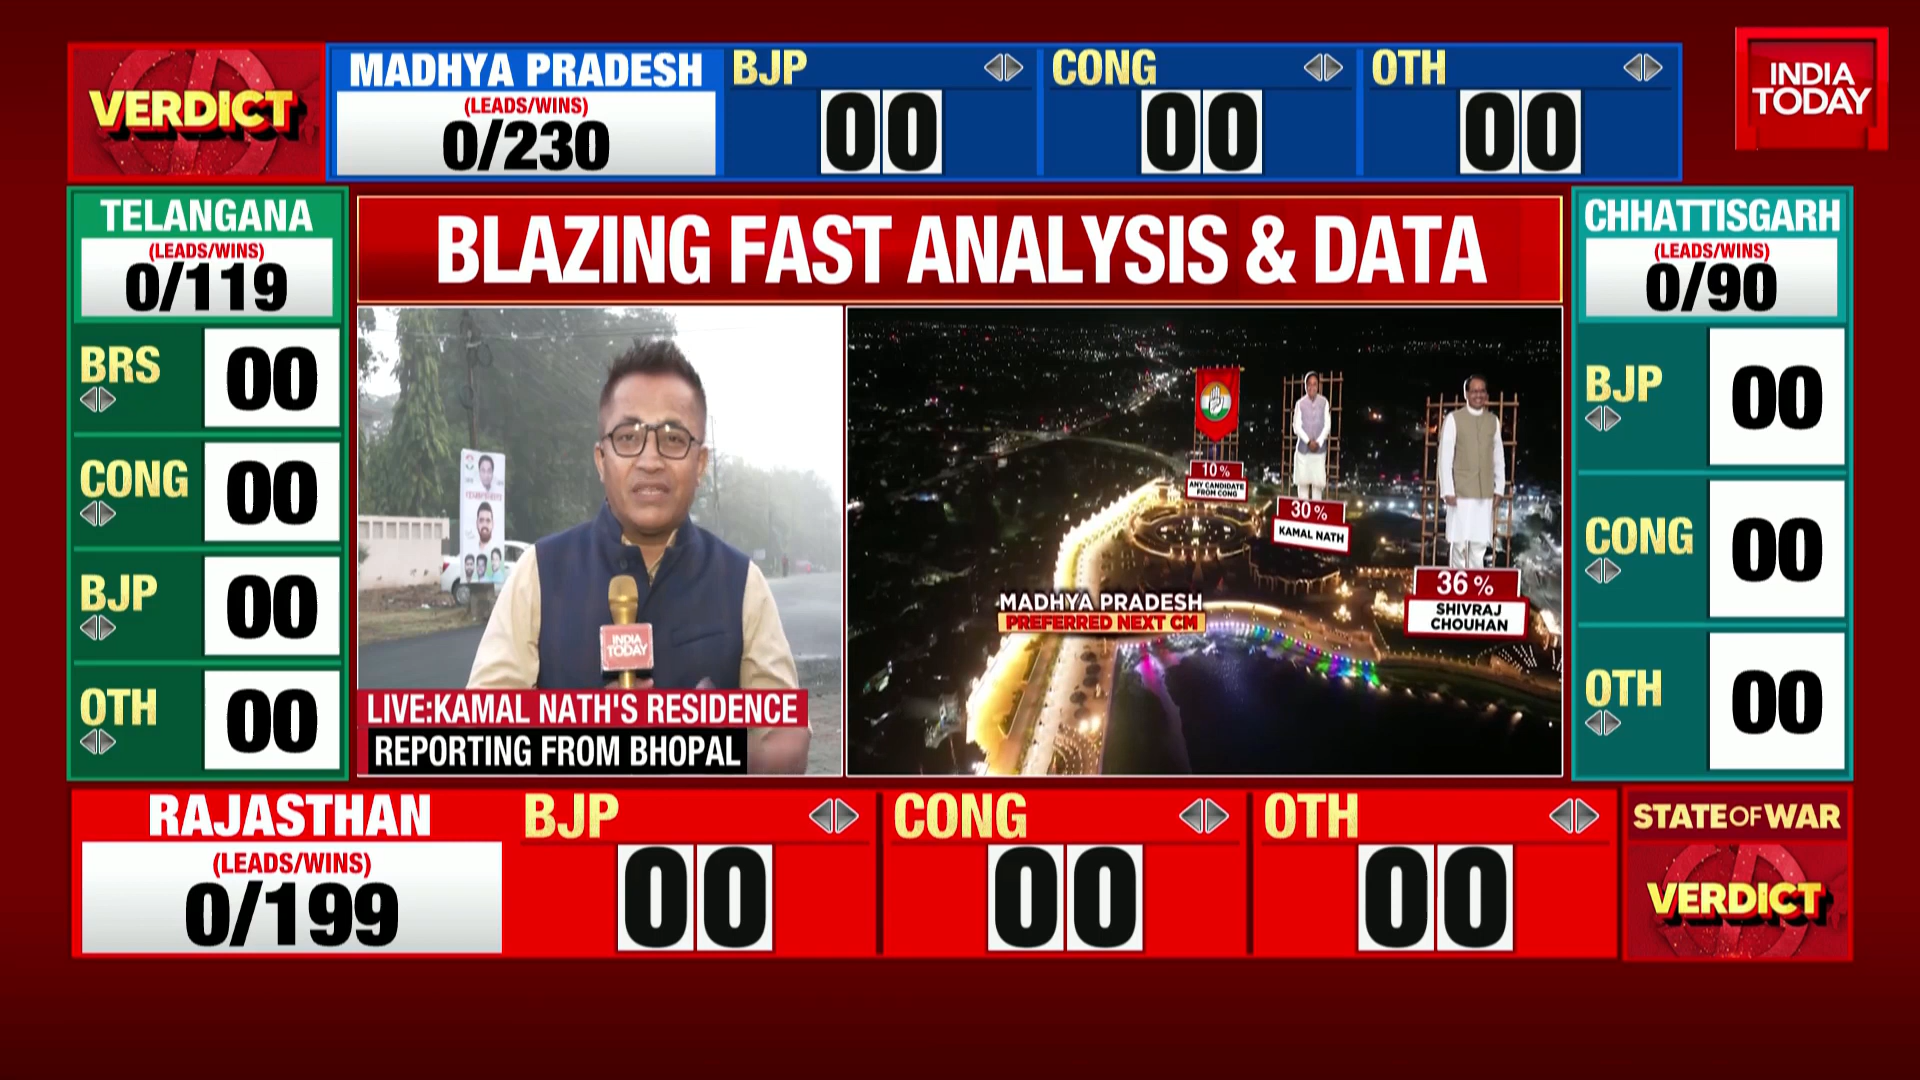 VERDICT
MADHYA PRADESH
(LEADS/WINS)
0/230
BJP
00
CONG
00
OTH
00
INDIA
TODAY
TELANGANA
(LEADS/WINS)
0/119
BRS
00
CONG
00
BJP
00
OTH
00
BLAZING FAST ANALYSIS & DATA
INDIA
TODAY
LIVE:KAMAL NATH'S RESIDENCE
REPORTING FROM BHOPAL
10%
ANY CANDIDATE
FROM CONG
30%
KAMAL NATH
36%
SHIVRAJ
CHOUHAN
MADHYA PRADESH
PREFERRED NEXT CM
CHHATTISGARH
(LEADS/WINS)
0/90
BJP
00
CONG
00
OTH
00
RAJASTHAN
(LEADS/WINS)
0/199
BJP
00
CONG
00
OTH
00
STATE OF WAR
VERDICT